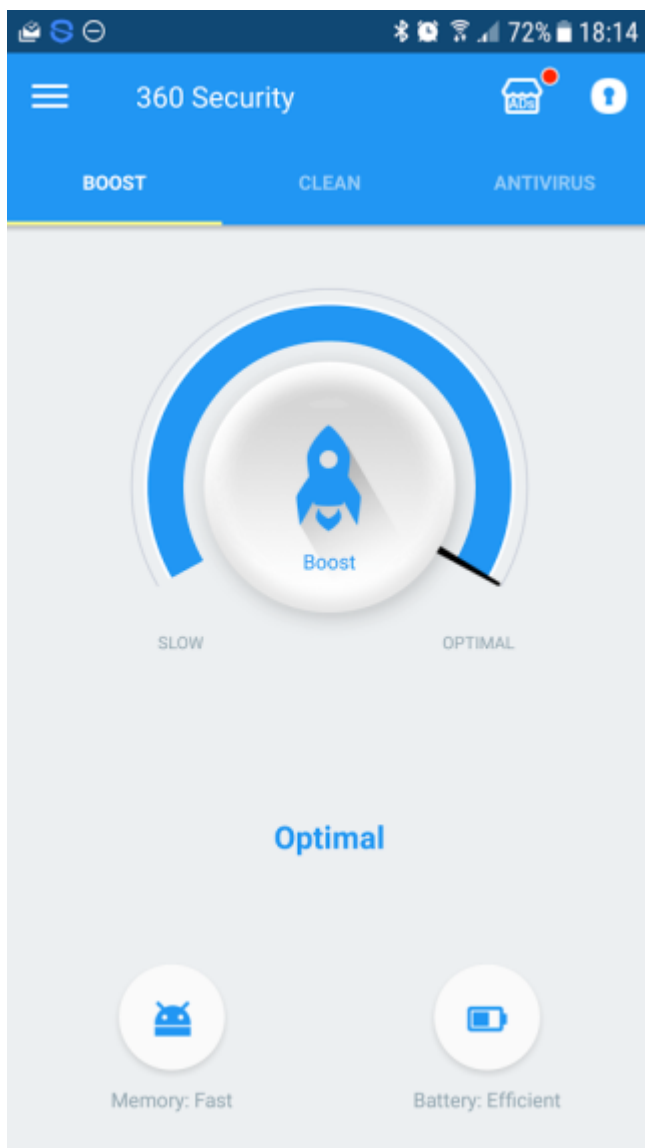 72% 18:14
360 Security ADs
BOOST CLEAN ANTIVIRUS
Boost
SLOW OPTIMAL
Optimal
Memory: Fast Battery: Efficient